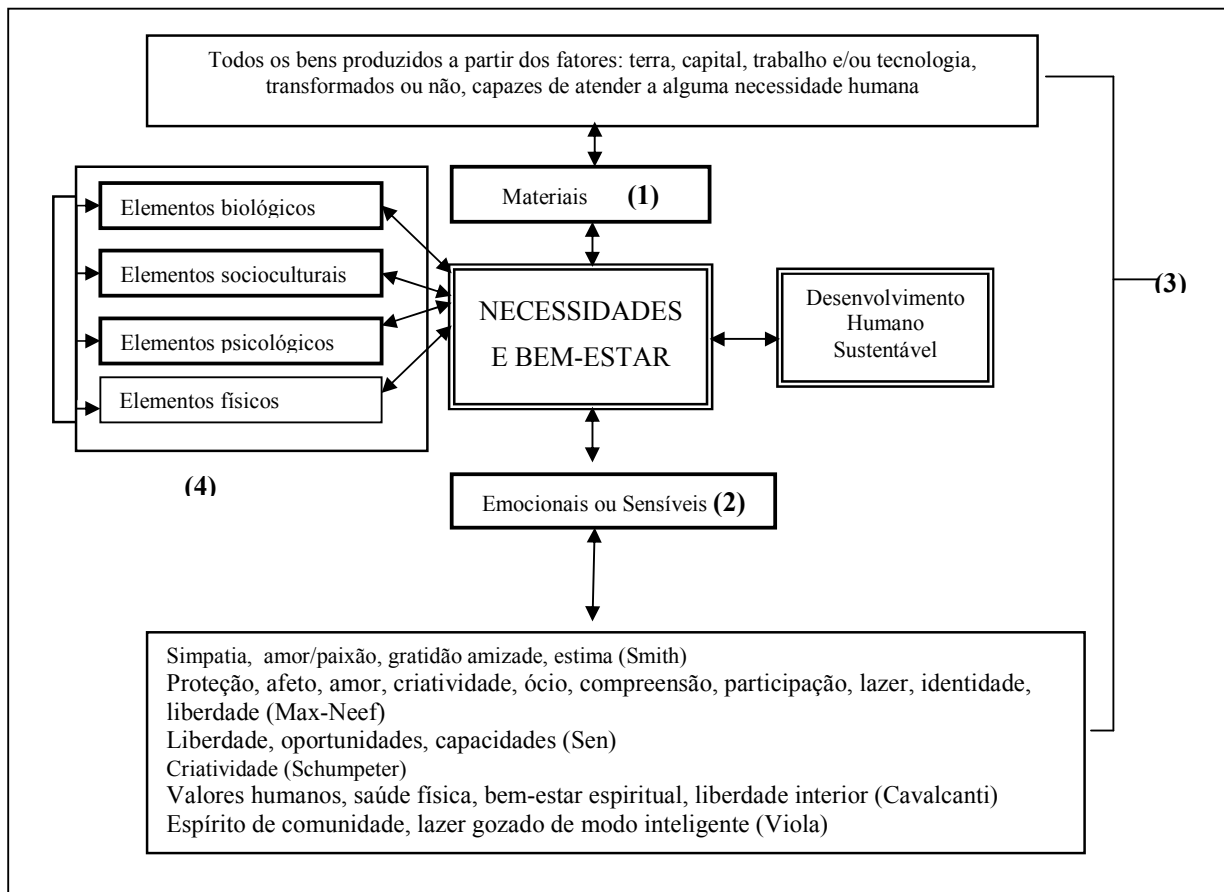 Todos os bens produzidos a partir dos fatores: terra, capital, trabalho e/ou tecnologia,
transformados ou não, capazes de atender a alguma necessidade humana
Materiais (1)
Elementos biológicos
Elementos socioculturais
Elementos psicológicos
Elementos físicos
(4)
NECESSIDADES
E BEM-ESTAR
Desenvolvimento
Humano
Sustentável
(3)
Emocionais ou Sensíveis (2)
Simpatia, amor/paixão, gratidão amizade, estima (Smith)
Proteção, afeto, amor, criatividade, ócio, compreensão, participação, lazer, identidade,
liberdade (Max-Neef)
Liberdade, oportunidades, capacidades (Sen)
Criatividade (Schumpeter)
Valores humanos, saúde física, bem-estar espiritual, liberdade interior (Cavalcanti)
Espírito de comunidade, lazer gozado de modo inteligente (Viola)